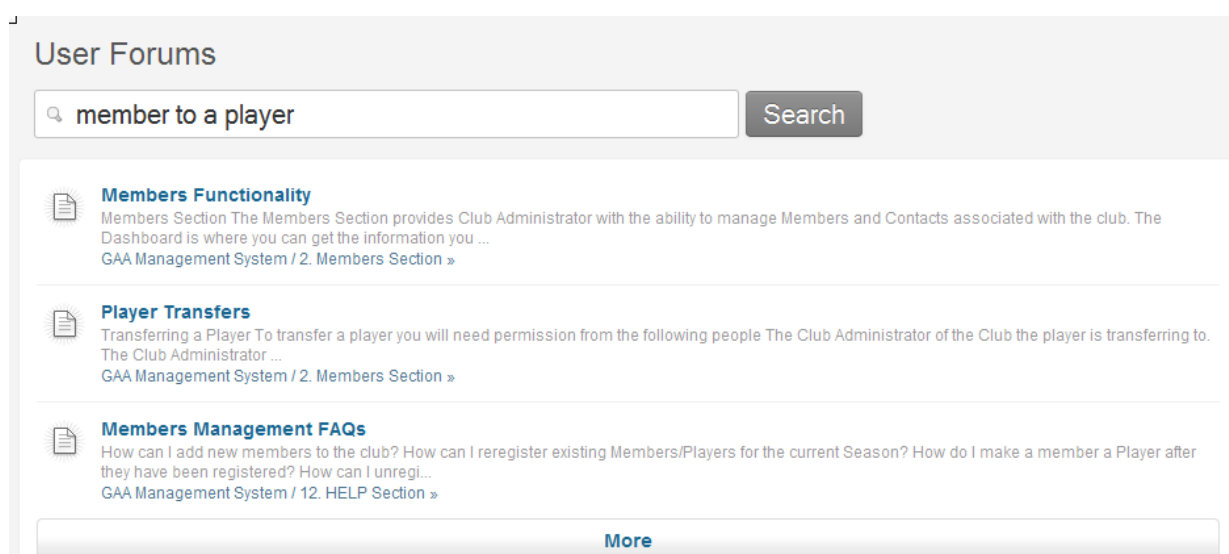 User Forums
member to a player
Search
Members Functionality
Members Section The Members Section provides Club Administrator with the ability to manage Members and Contacts associated with the club. The
Dashboard is where you can get the information you ...
GAA Management System / 2. Members Section »
Player Transfers
Transferring a Player To transfer a player you will need permission from the following people The Club Administrator of the Club the player is transferring to.
The Club Administrator ...
GAA Management System / 2. Members Section »
Members Management FAQs
How can I add new members to the club? How can I reregister existing Members/Players for the current Season? How do I make a member a Player after
they have been registered? How can I unregi...
GAA Management System / 12. HELP Section »
More